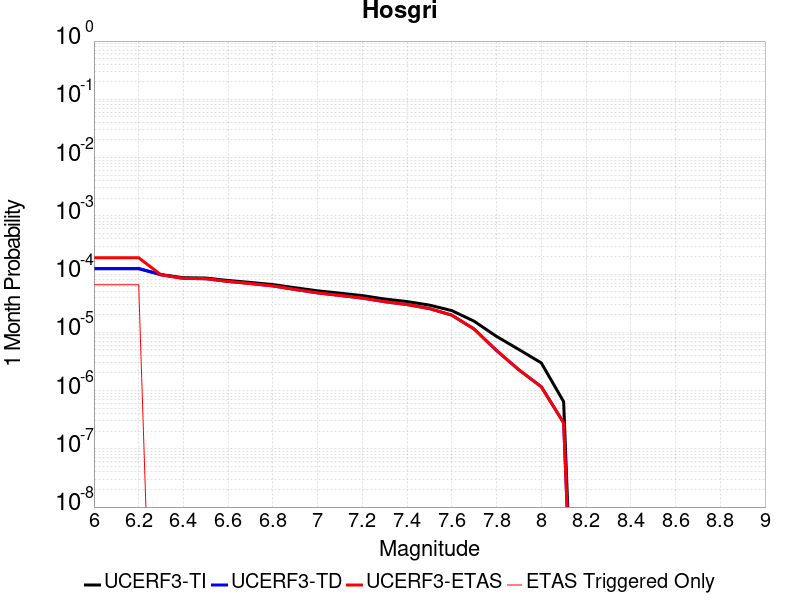 Hosgri
10^0
10^-1
10^-2
10^-3
10^-4
10^-5
10^-6
10^-7
10^-8
1 Month Probability
6 6.2 6.4 6.6 6.8 7 7.2 7.4 7.6 7.8 8 8.2 8.4 8.6 8.8 9
Magnitude
UCERF3-TI UCERF3-TD UCERF3-ETAS ETAS Triggered Only